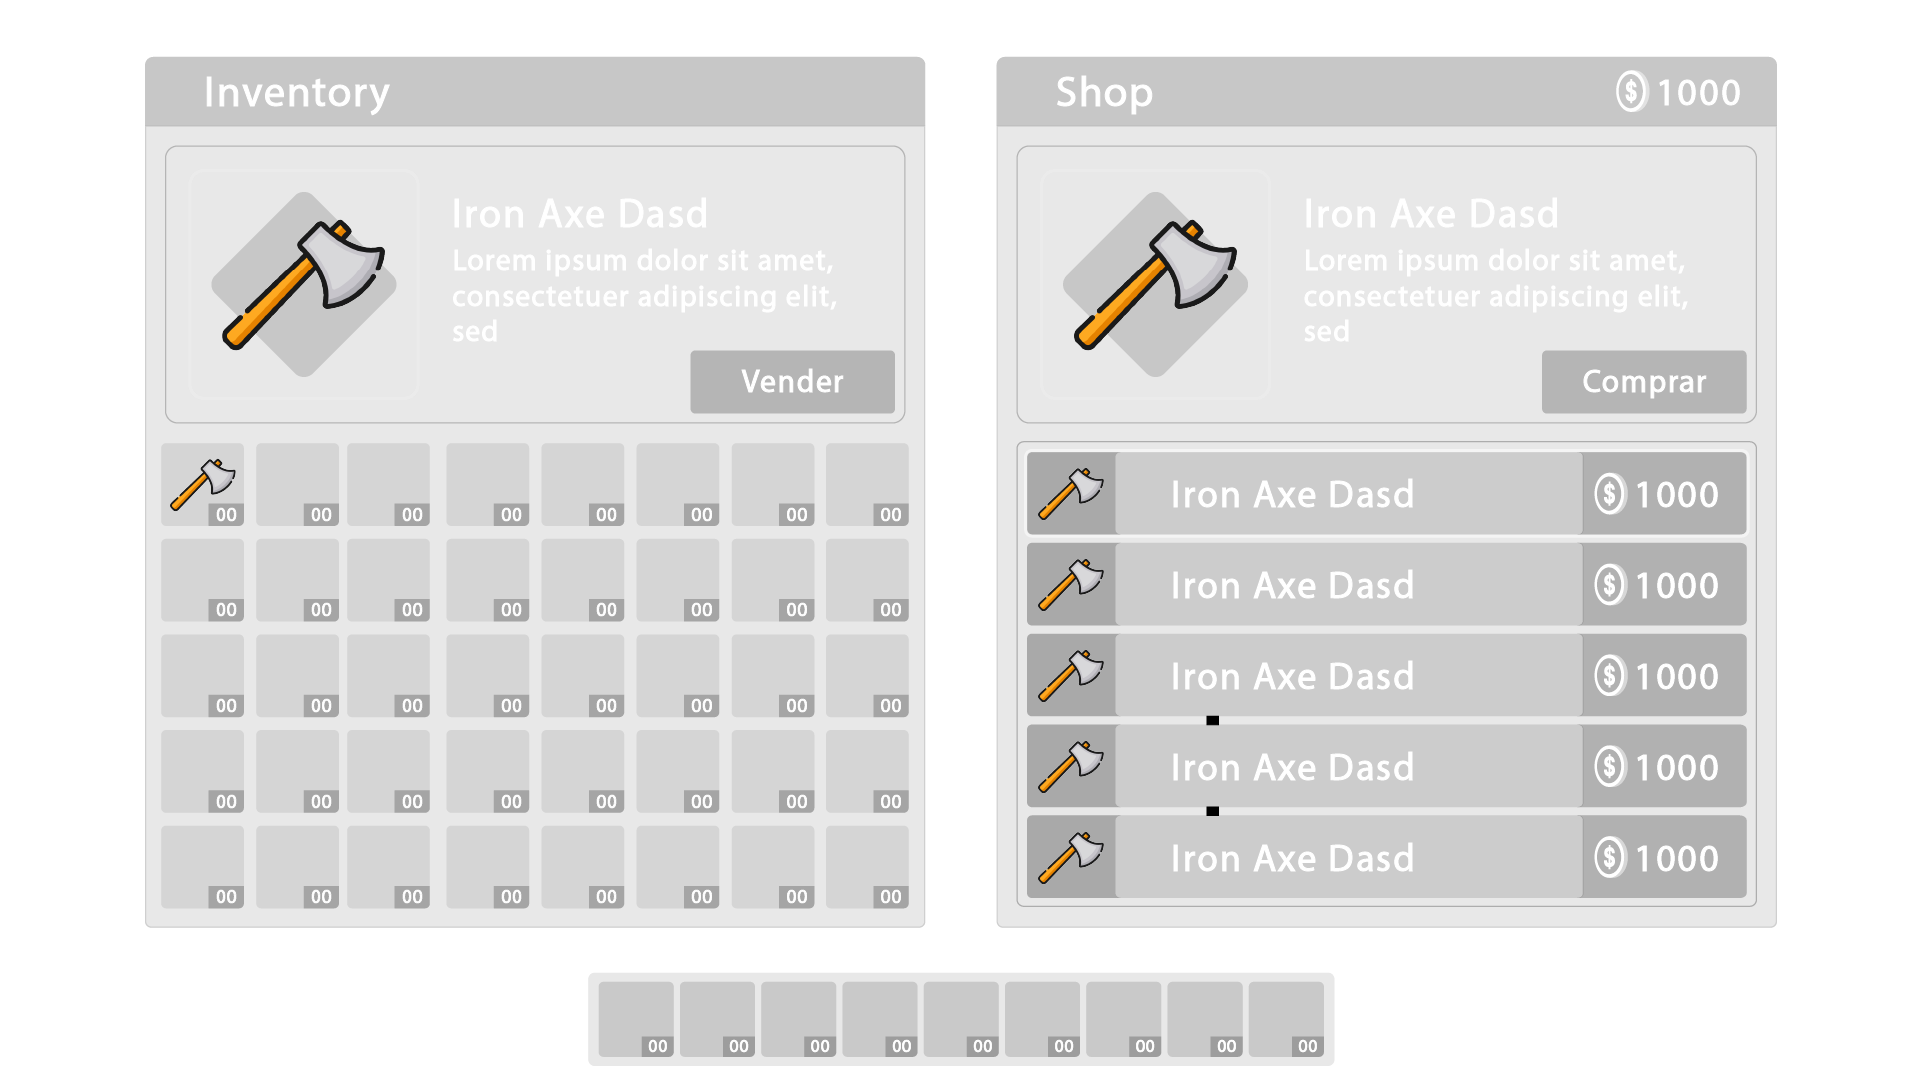 Inventory
Iron Axe Dasd
Lorem ipsum dolor sit amet,
consectetuer adipiscing elit,
sed
Vender
00 00 00 00 00 00 00 00
00 00 00 00 00 00 00 00
00 00 00 00 00 00 00 00
00 00 00 00 00 00 00 00
00 00 00 00 00 00 00 00
Shop $ 1000
Iron Axe Dasd
Lorem ipsum dolor sit amet,
consectetuer adipiscing elit,
sed
Comprar
Iron Axe Dasd $ 1000
Iron Axe Dasd $ 1000
Iron Axe Dasd $ 1000
Iron Axe Dasd $ 1000
Iron Axe Dasd $ 1000
00 00 00 00 00 00 00 00 00